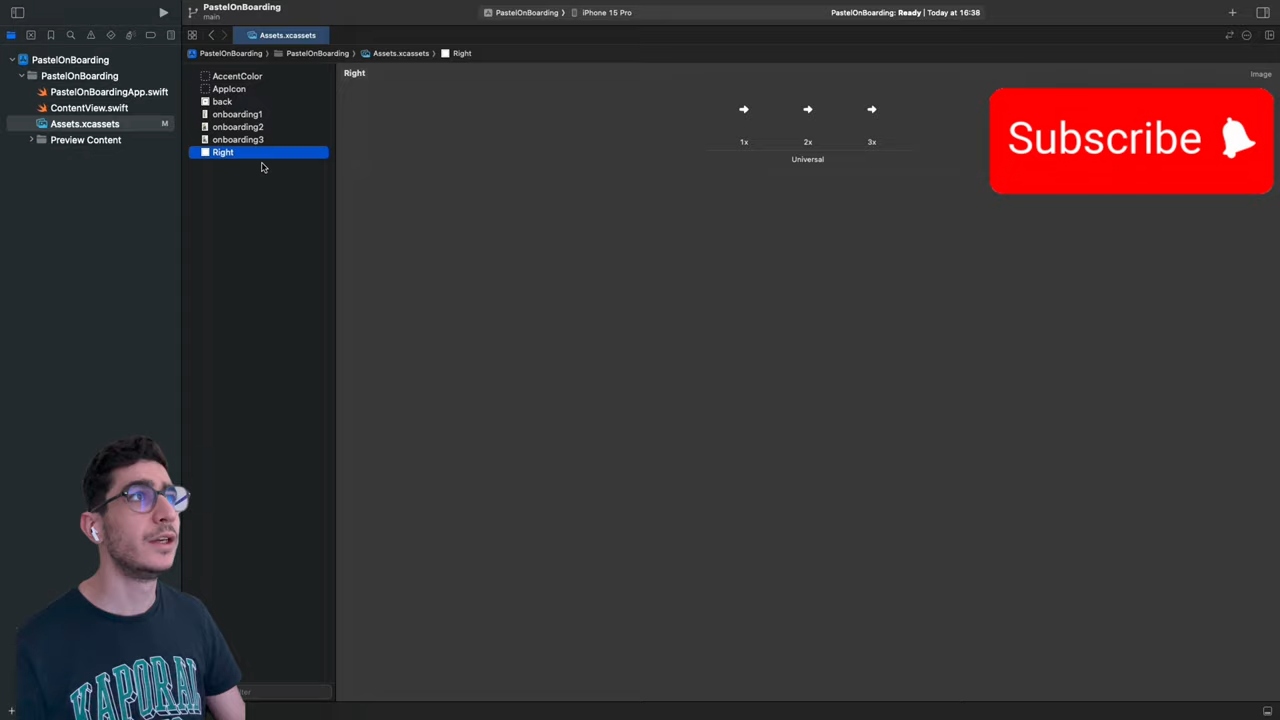 PastelOnBoarding
main
PastelOnBoarding 〉 iPhone 15 Pro
PastelOnBoarding: Ready | Today at 16:38
Assets.xcassets
PastelOnBoarding 〉 PastelOnBoarding 〉 Assets.xcassets 〉 Right
PastelOnBoarding
PastelOnBoarding
PastelOnBoardingApp.swift
ContentView.swift
Assets.xcassets M
Preview Content
AccentColor
AppIcon
back
onboarding1
onboarding2
onboarding3
Right
Right
Image
1x 2x 3x
Universal
Subscribe
KAPORAL